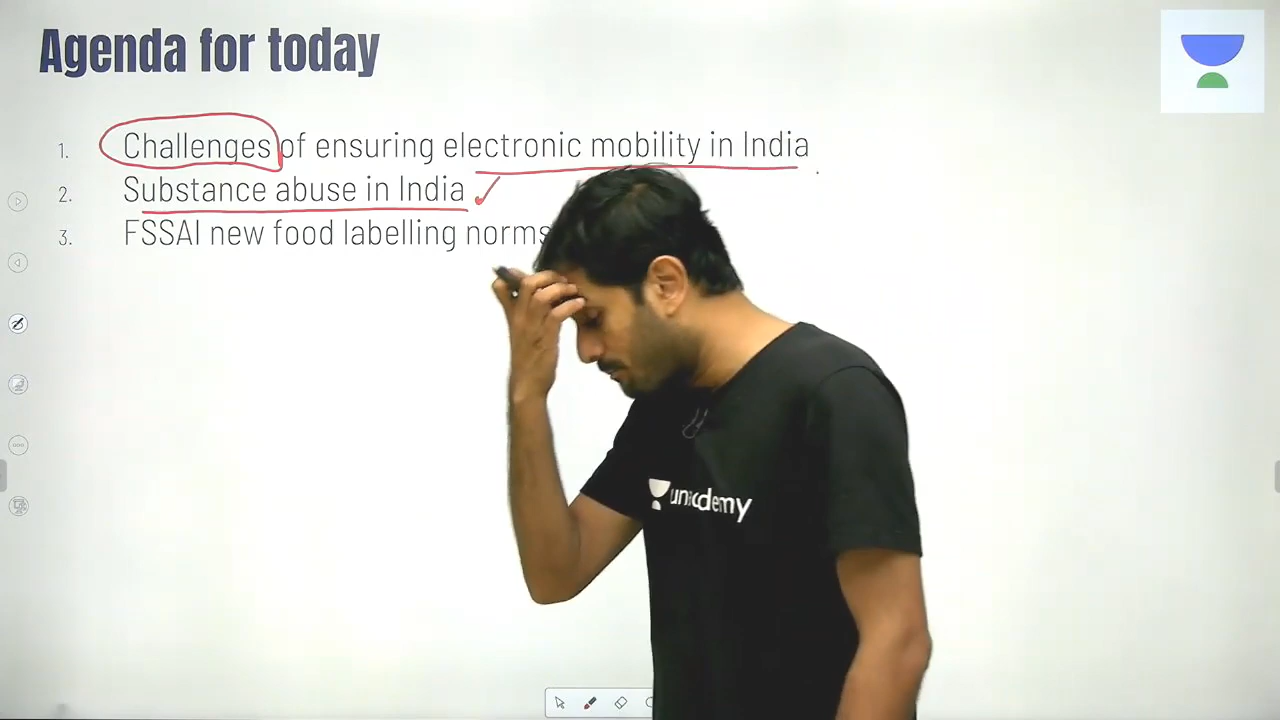 Agenda for today
1. Challenges of ensuring electronic mobility in India
2. Substance abuse in India
3. FSSAI new food labelling norms
unacademy